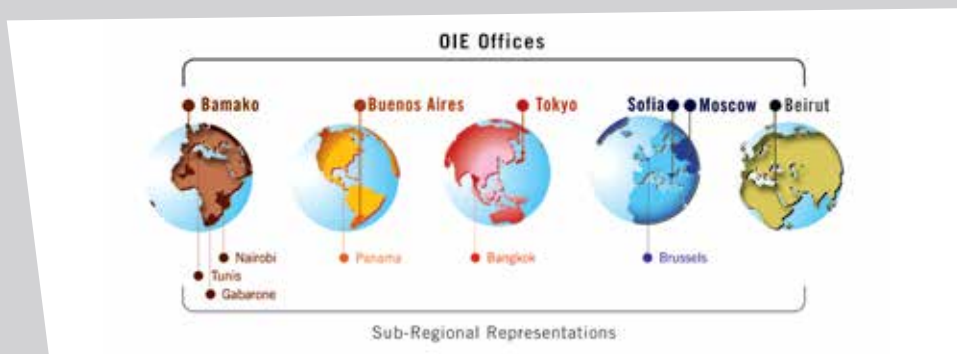 OIE Offices
Bamako Buenos Aires Tokyo Sofia Moscow Beirut
Nairobi Panama Bangkok Brussels
Tunis
Gabarone
Sub-Regional Representations